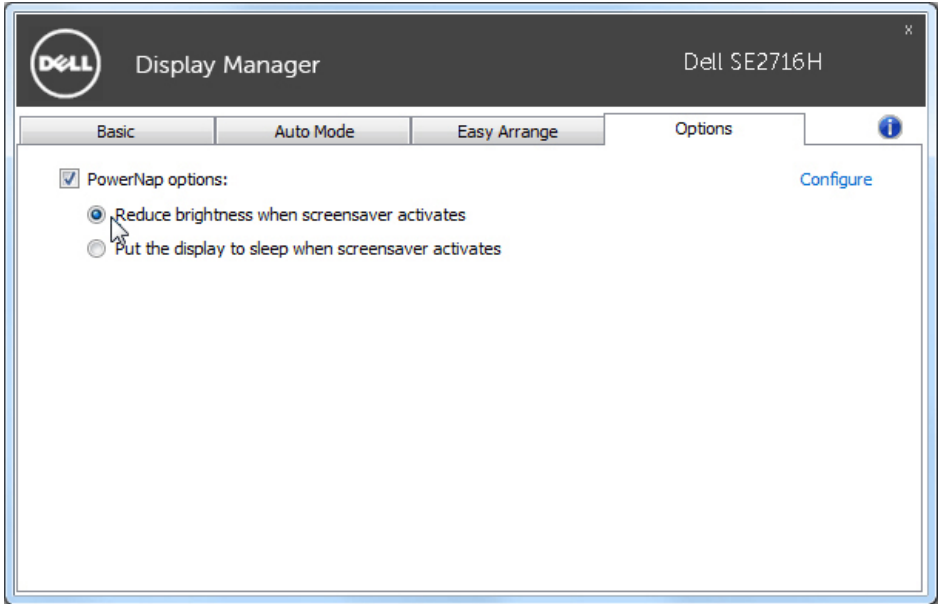 DELL
Display Manager
Dell SE2716H
x
Basic
Auto Mode
Easy Arrange
Options
i
PowerNap options:
Configure
Reduce brightness when screensaver activates
Put the display to sleep when screensaver activates